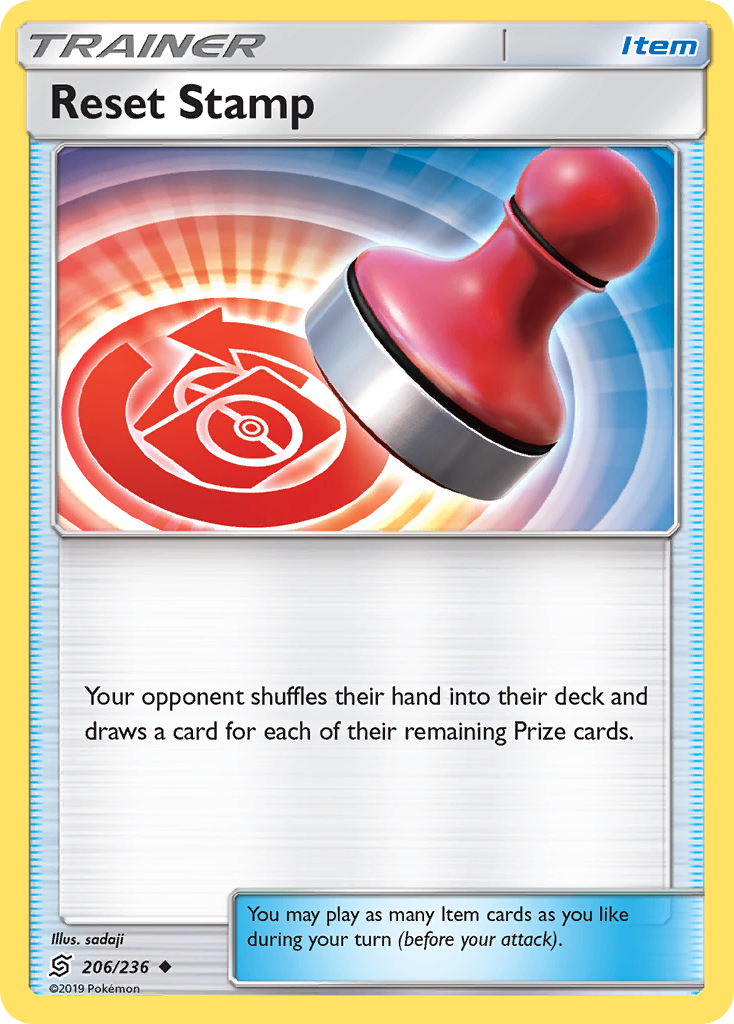 TRAINER
Item
Reset Stamp
Your opponent shuffles their hand into their deck and
draws a card for each of their remaining Prize cards.
You may play as many Item cards as you like
during your turn (before your attack).
Illus. sadaji
206/236
©2019 Pokémon